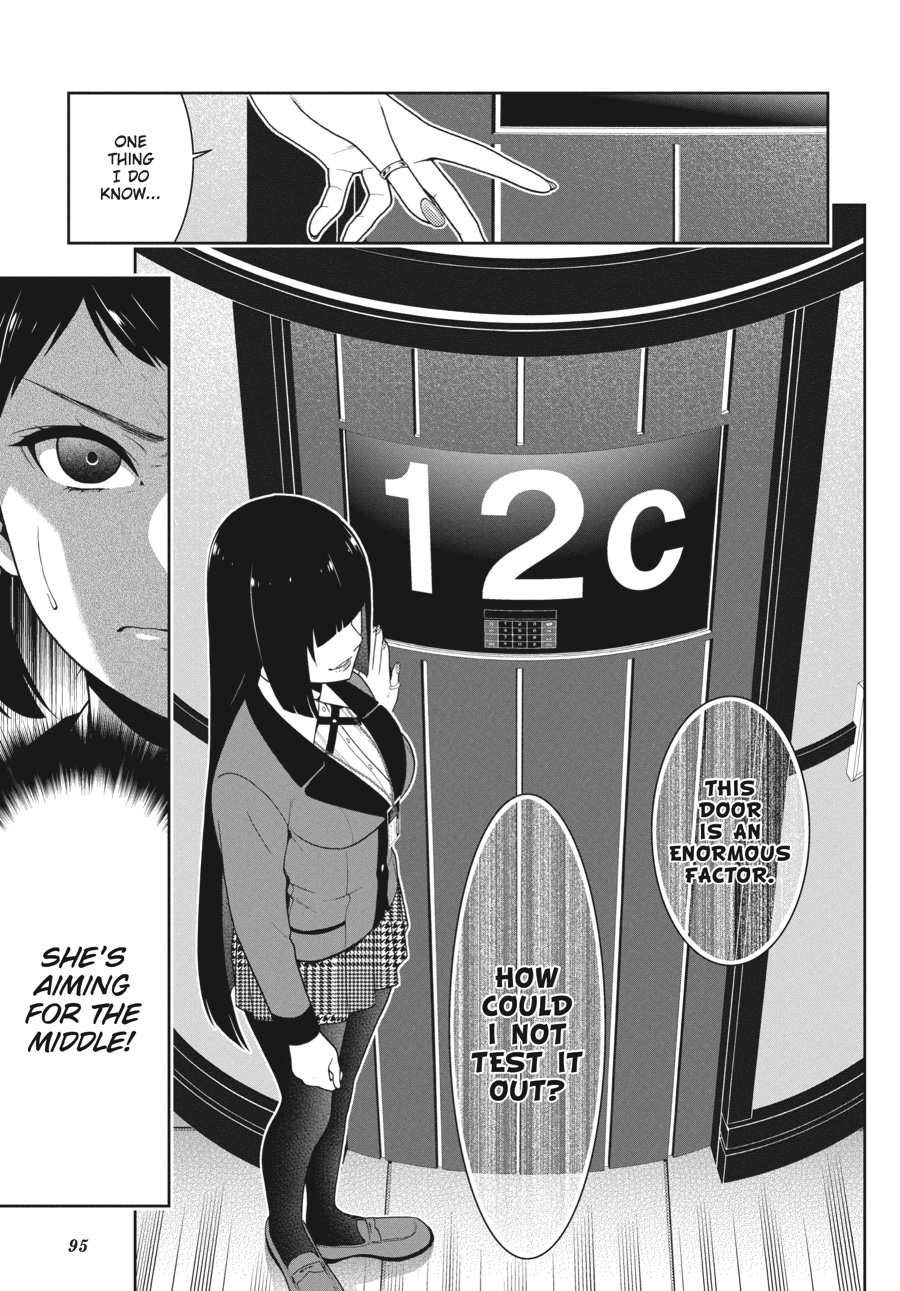 ONE
THING
I DO
KNOW...
12c
THIS
DOOR
IS AN
ENORMOUS
FACTOR.
HOW
COULD
I NOT
TEST IT
OUT?
SHE'S
AIMING
FOR THE
MIDDLE!
95